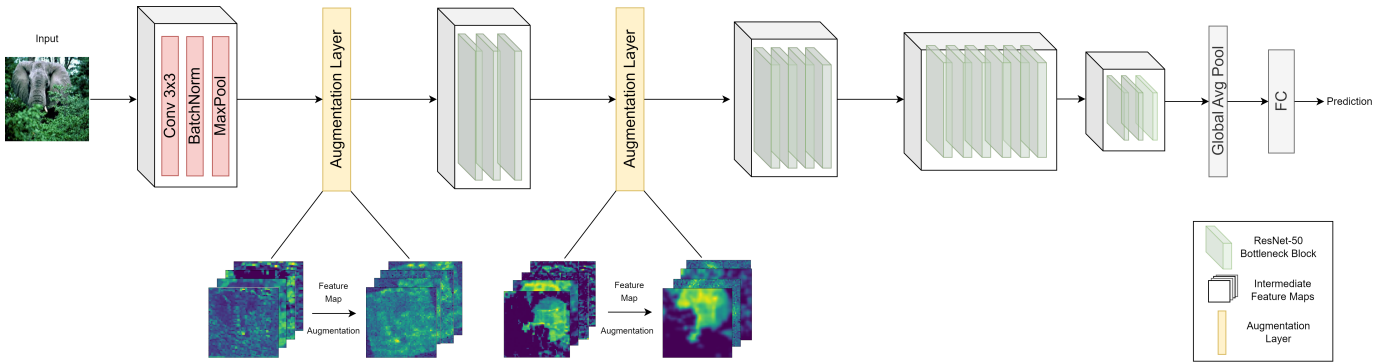 Input
Conv 3x3
BatchNorm
MaxPool
Augmentation Layer
Augmentation Layer
Global Avg Pool
FC
Prediction
Feature
Map
Augmentation
Feature
Map
Augmentation
ResNet-50
Bottleneck Block
Intermediate
Feature Maps
Augmentation
Layer